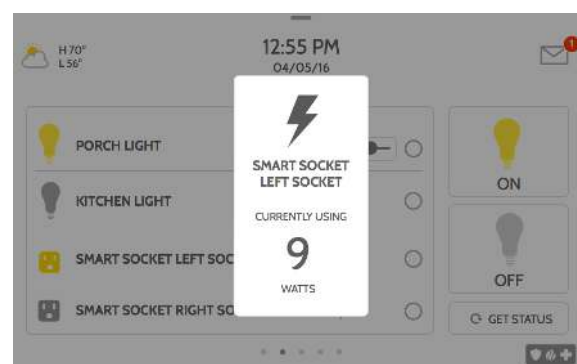 H 70°
L 56°
12:55 PM
04/05/16
1
PORCH LIGHT
KITCHEN LIGHT
SMART SOCKET LEFT SOC
SMART SOCKET RIGHT SO
SMART SOCKET
LEFT SOCKET
CURRENTLY USING
9
WATTS
ON
OFF
GET STATUS